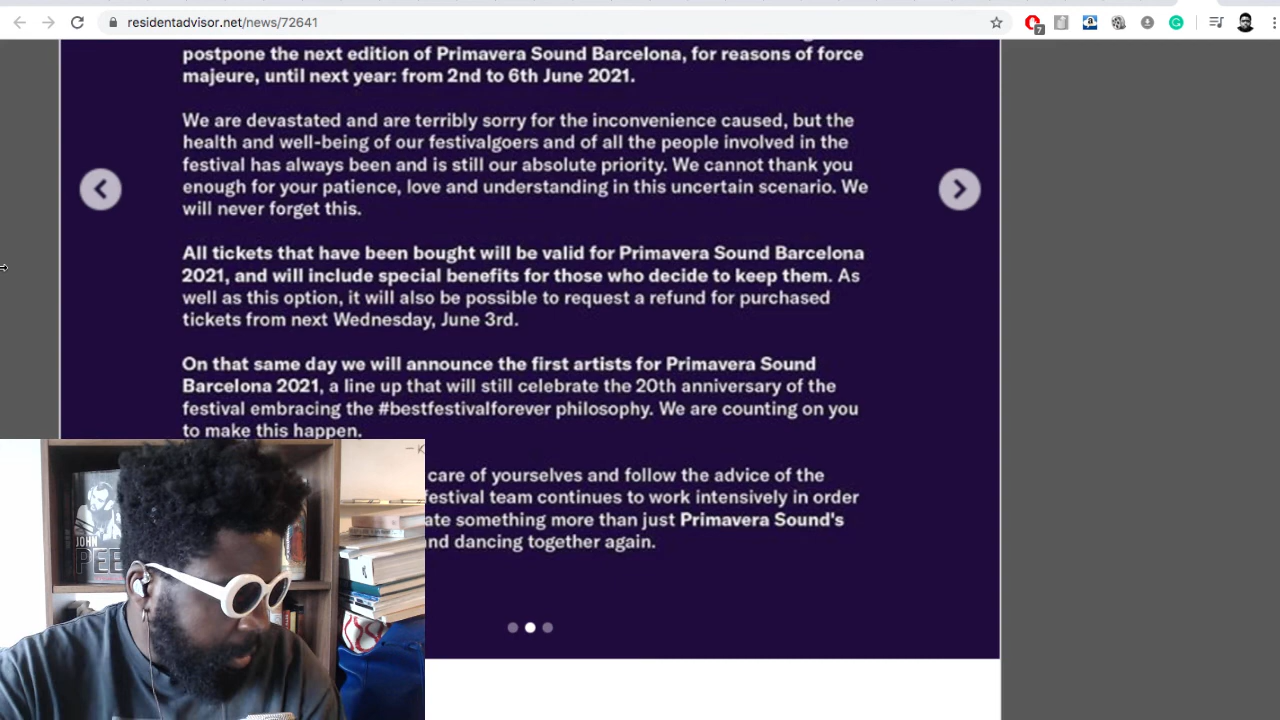 residentadvisor.net/news/72641
7
postpone the next edition of Primavera Sound Barcelona, for reasons of force
majeure, until next year: from 2nd to 6th June 2021.
We are devastated and are terribly sorry for the inconvenience caused, but the
health and well-being of our festivalgoers and of all the people involved in the
festival has always been and is still our absolute priority. We cannot thank you
enough for your patience, love and understanding in this uncertain scenario. We
will never forget this.
All tickets that have been bought will be valid for Primavera Sound Barcelona
2021, and will include special benefits for those who decide to keep them. As
well as this option, it will also be possible to request a refund for purchased
tickets from next Wednesday, June 3rd.
On that same day we will announce the first artists for Primavera Sound
Barcelona 2021, a line up that will still celebrate the 20th anniversary of the
festival embracing the #bestfestivalforever philosophy. We are counting on you
to make this happen.
care of yourselves and follow the advice of the
festival team continues to work intensively in order
ate something more than just Primavera Sound's
nd dancing together again.
JOHN
PEE